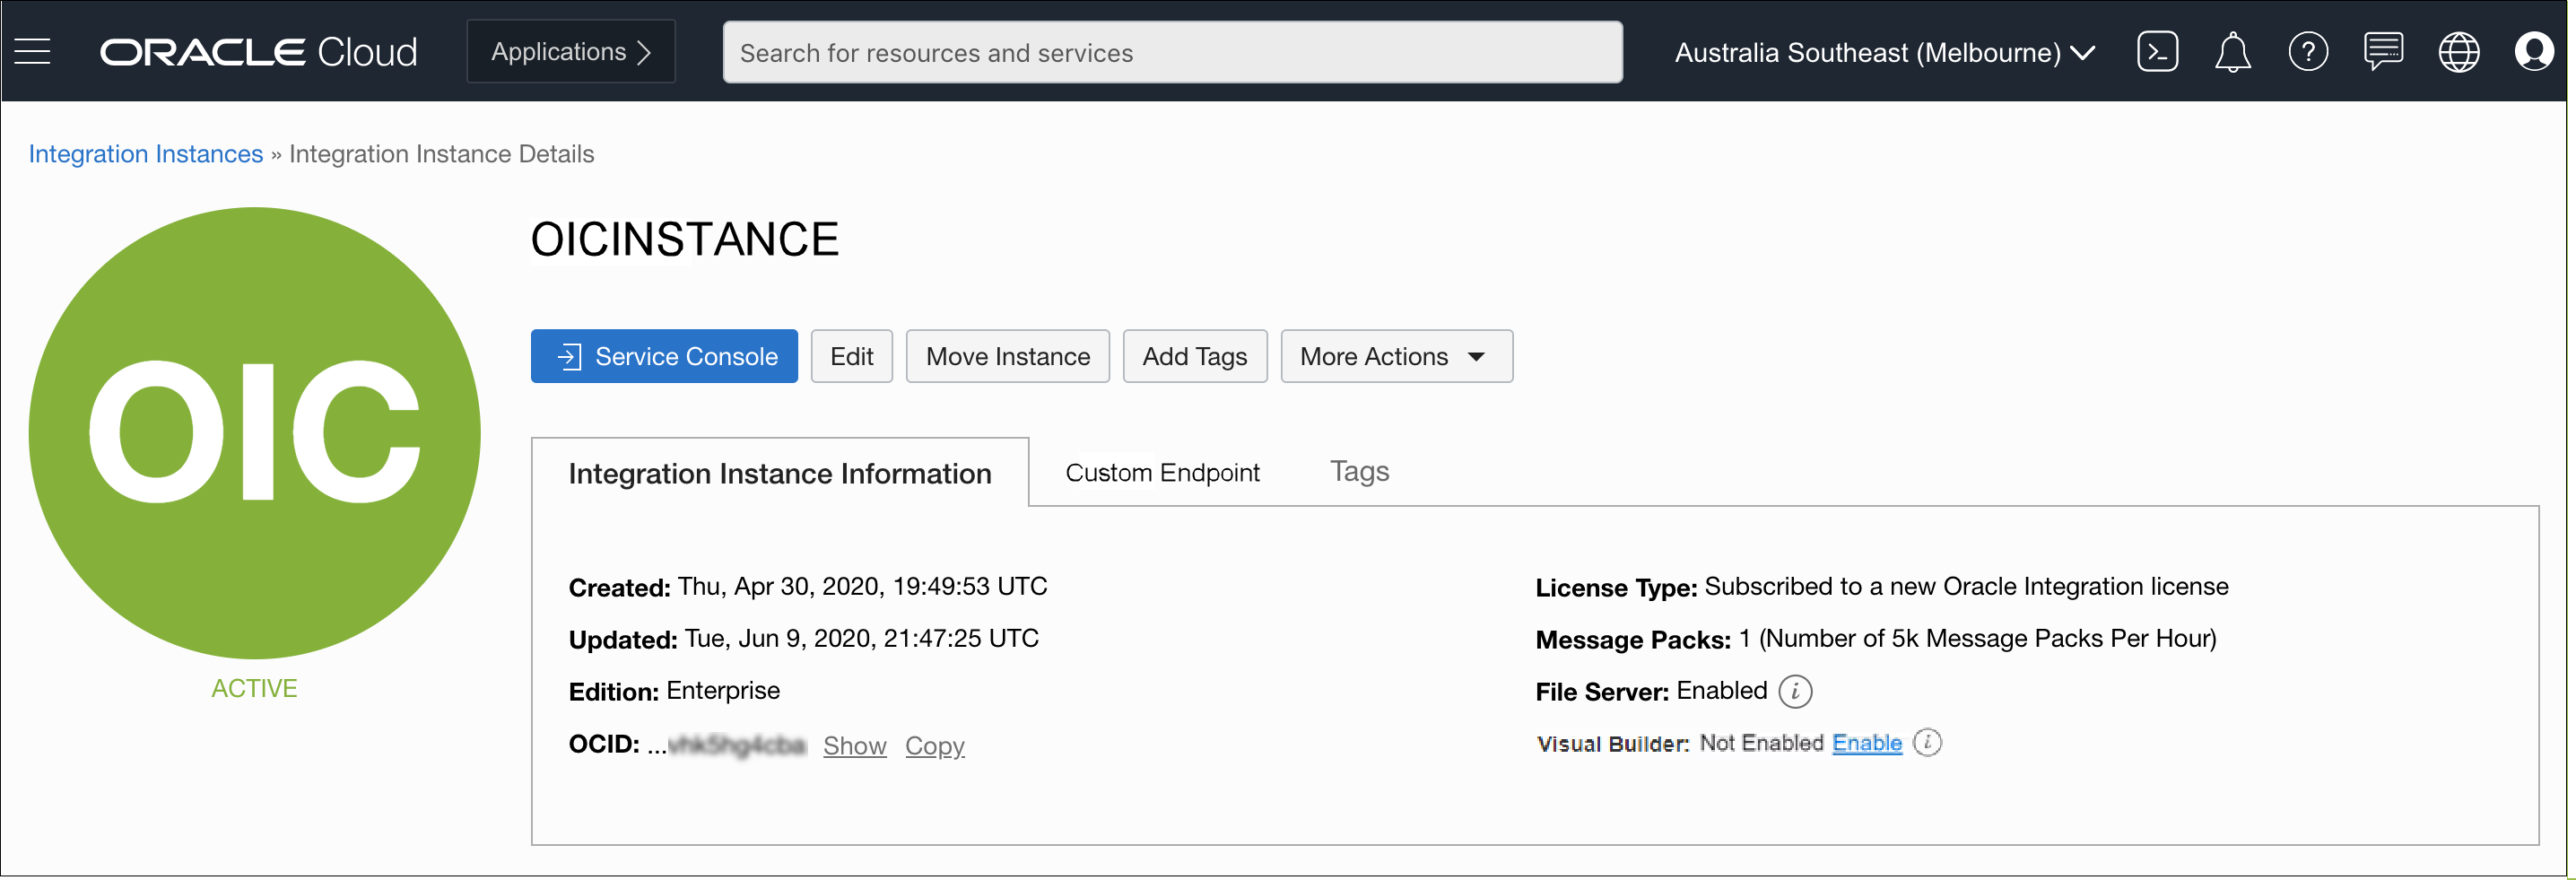 ORACLE Cloud Applications Search for resources and services Australia Southeast (Melbourne)
Integration Instances » Integration Instance Details
OIC
ACTIVE
OICINSTANCE
Service Console Edit Move Instance Add Tags More Actions
Integration Instance Information Custom Endpoint Tags
Created: Thu, Apr 30, 2020, 19:49:53 UTC
Updated: Tue, Jun 9, 2020, 21:47:25 UTC
Edition: Enterprise
OCID: ... Show Copy
License Type: Subscribed to a new Oracle Integration license
Message Packs: 1 (Number of 5k Message Packs Per Hour)
File Server: Enabled
Visual Builder: Not Enabled Enable